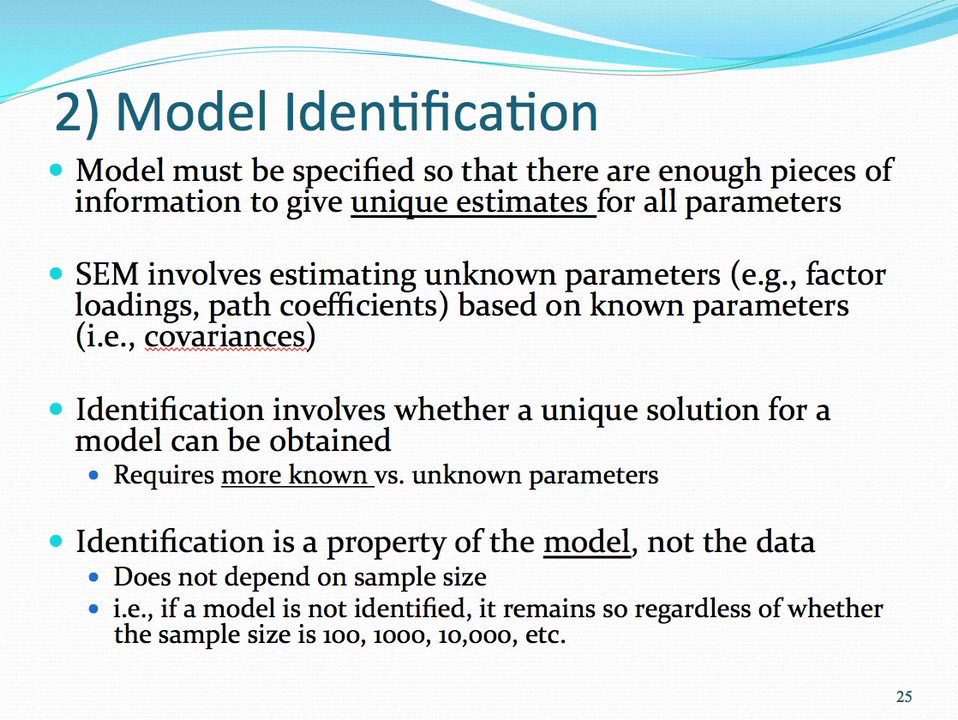 2) Model Identification
Model must be specified so that there are enough pieces of
information to give unique estimates for all parameters
SEM involves estimating unknown parameters (e.g., factor
loadings, path coefficients) based on known parameters
(i.e., covariances)
Identification involves whether a unique solution for a
model can be obtained
Requires more known vs. unknown parameters
Identification is a property of the model, not the data
Does not depend on sample size
i.e., if a model is not identified, it remains so regardless of whether
the sample size is 100, 1000, 10,000, etc.
25